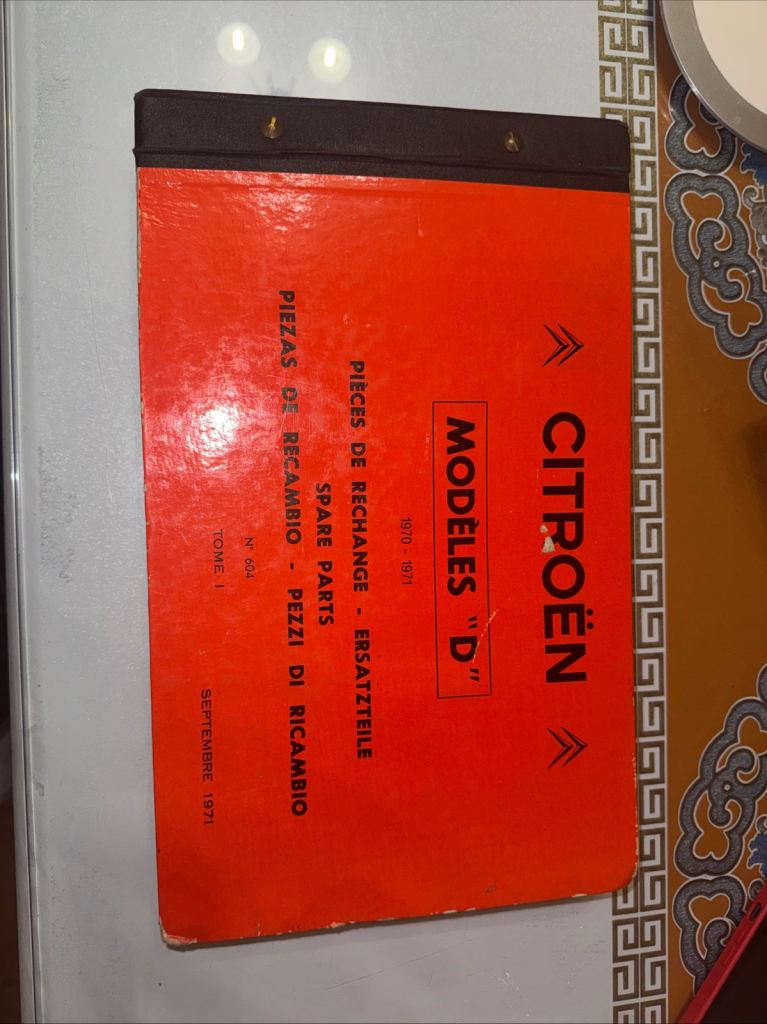 CITROËN
MODÈLES "D"
1970 - 1971
PIÈCES DE RECHANGE - ERSATZTEILE
SPARE PARTS
PIEZAS DE RECAMBIO - PEZZI DI RICAMBIO
N° 604
TOME I
SEPTEMBRE 1971